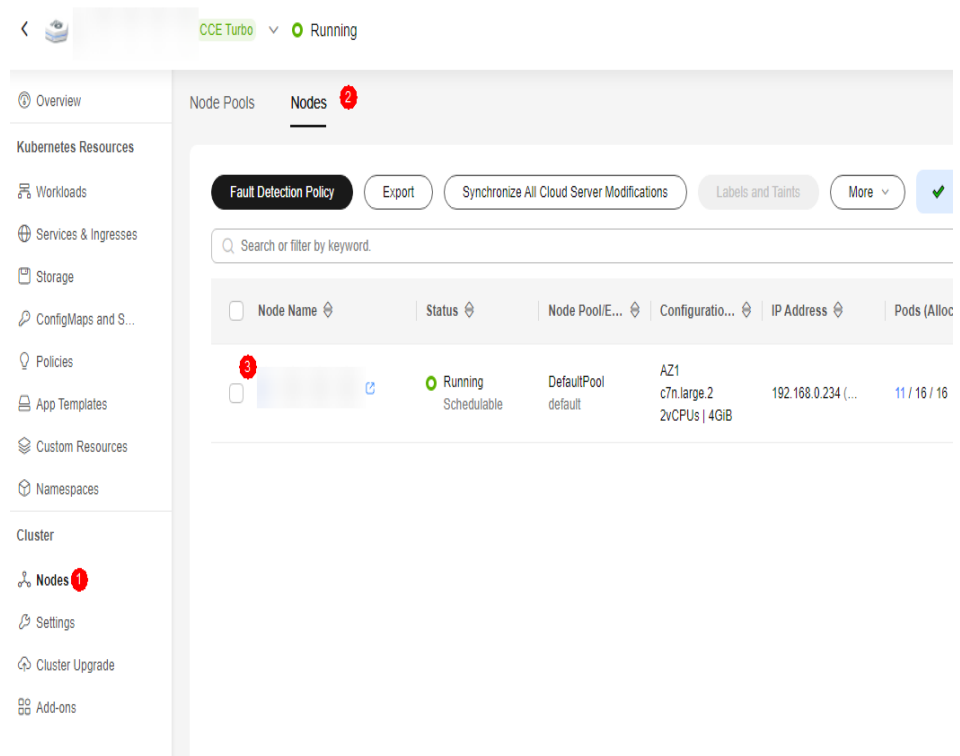 CCE Turbo Running
Overview
Kubernetes Resources
Workloads
Services & Ingresses
Storage
ConfigMaps and S...
Policies
App Templates
Custom Resources
Namespaces
Cluster
Nodes 1
Settings
Cluster Upgrade
Add-ons
Node Pools Nodes 2
Fault Detection Policy Export Synchronize All Cloud Server Modifications Labels and Taints More
Search or filter by keyword.
Node Name Status Node Pool/E... Configuratio... IP Address Pods (Alloc
3
Running DefaultPool AZ1 192.168.0.234 (... 11 / 16 / 16
Schedulable default c7n.large.2
2vCPUs | 4GiB